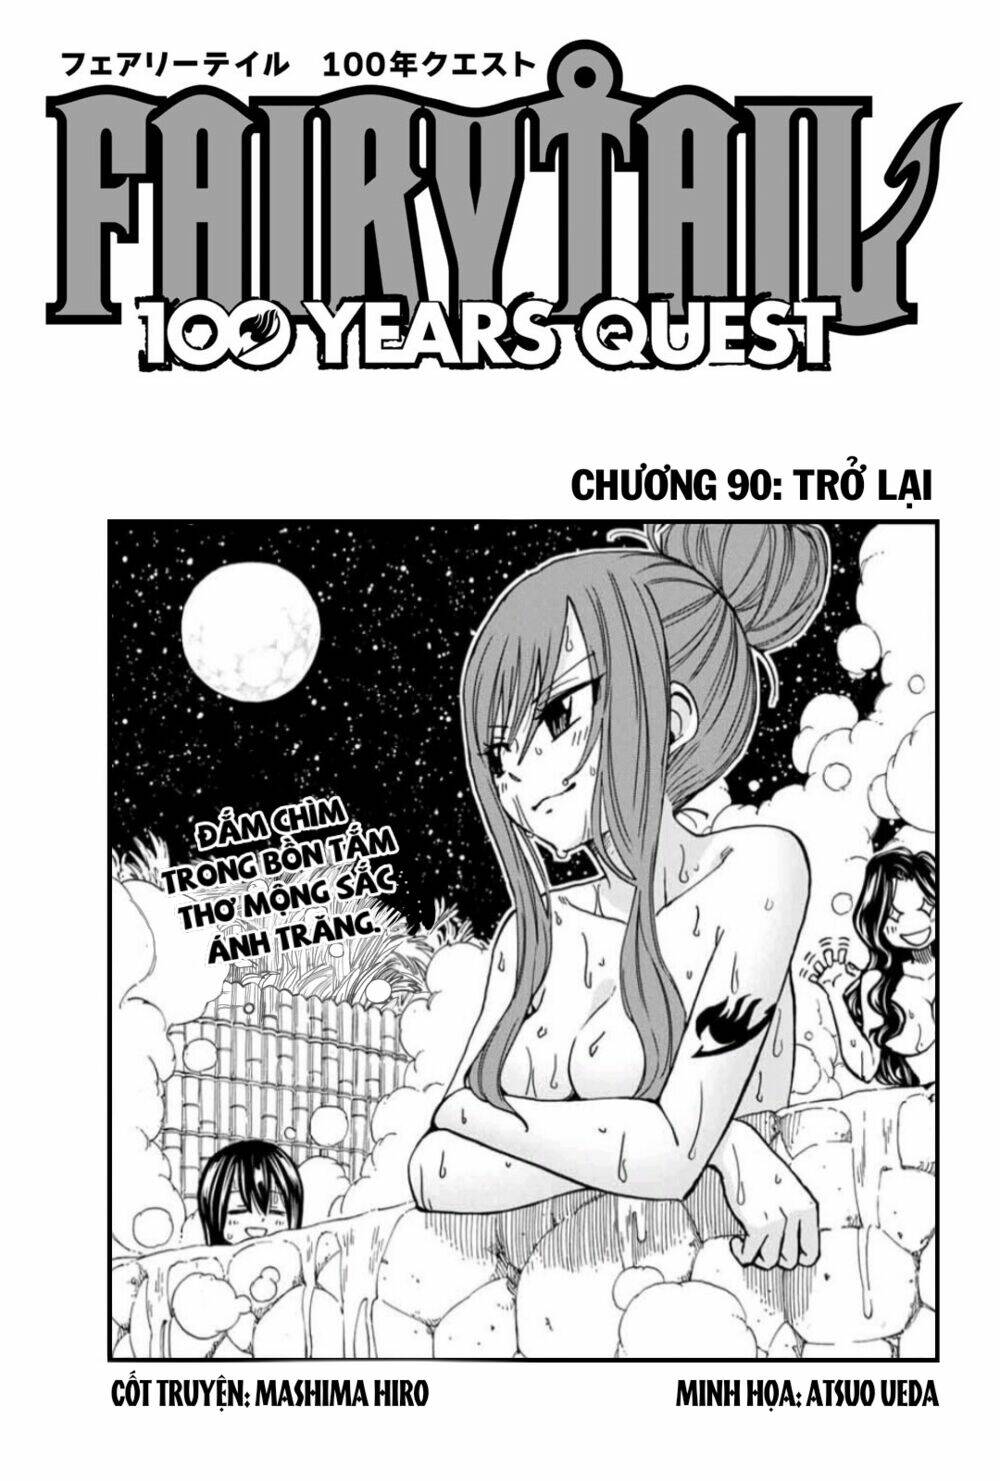 フェアリーテイル 100年クエスト
FAIRY TAIL
100 YEARS QUEST
CHƯƠNG 90: TRỞ LẠI
ĐẮM CHÌM
TRONG BỒN TẮM
THƠ MỘNG SẮC
ÁNH TRĂNG.
CỐT TRUYỆN: MASHIMA HIRO
MINH HỌA: ATSUO UEDA